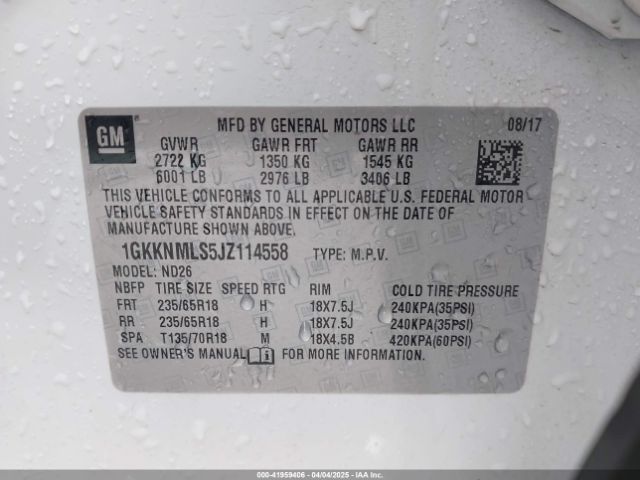 GM
MFD BY GENERAL MOTORS LLC 08/17
GVWR GAWR FRT GAWR RR
2722 KG 1350 KG 1545 KG
6001 LB 2976 LB 3406 LB
THIS VEHICLE CONFORMS TO ALL APPLICABLE U.S. FEDERAL MOTOR
VEHICLE SAFETY STANDARDS IN EFFECT ON THE DATE OF
MANUFACTURE SHOWN ABOVE.
1GKKNMLS5JZ114558 TYPE: M.P.V.
MODEL: ND26
NBFP TIRE SIZE SPEED RTG RIM COLD TIRE PRESSURE
FRT 235/65R18 H 18X7.5J 240KPA(35PSI)
RR 235/65R18 H 18X7.5J 240KPA(35PSI)
SPA T135/70R18 M 18X4.5B 420KPA(60PSI)
SEE OWNER'S MANUAL FOR MORE INFORMATION.
000-41959406 - 04/04/2025 - IAAI.com